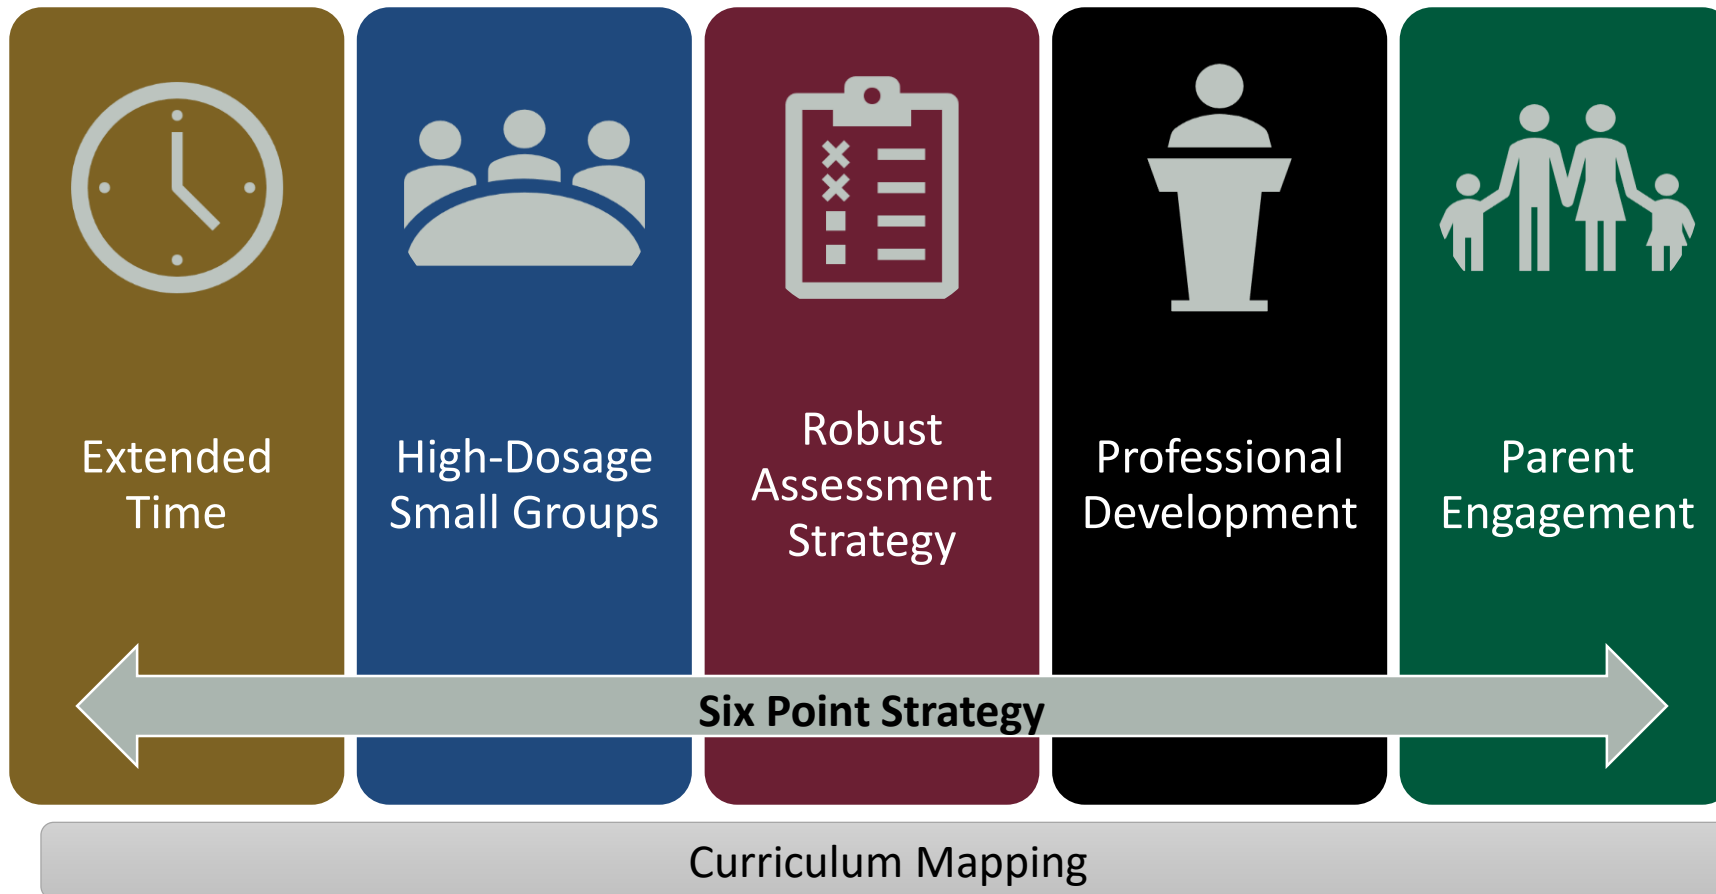 Extended
Time
High-Dosage
Small Groups
Robust
Assessment
Strategy
Professional
Development
Parent
Engagement
Six Point Strategy
Curriculum Mapping